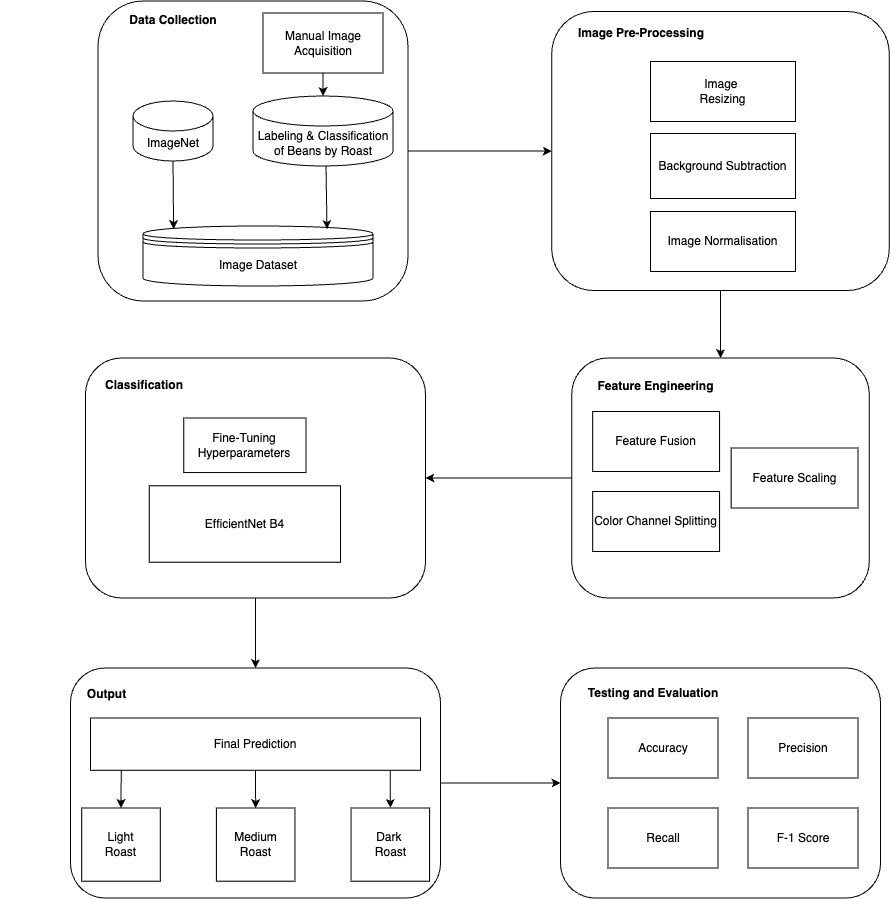 Data Collection
Manual Image
Acquisition
ImageNet
Labeling & Classification
of Beans by Roast
Image Dataset
Image Pre-Processing
Image
Resizing
Background Subtraction
Image Normalisation
Feature Engineering
Feature Fusion
Feature Scaling
Color Channel Splitting
Classification
Fine-Tuning
Hyperparameters
EfficientNet B4
Output
Final Prediction
Light
Roast
Medium
Roast
Dark
Roast
Testing and Evaluation
Accuracy
Precision
Recall
F-1 Score